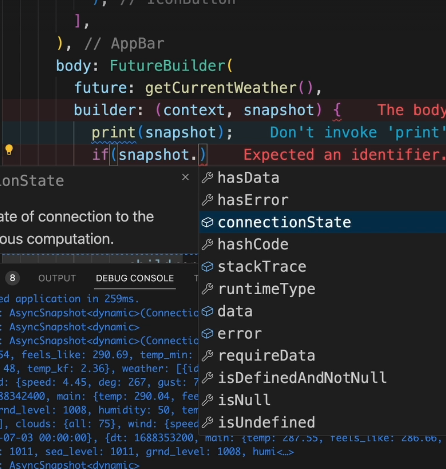 ), // IconButton
],
), // AppBar
body: FutureBuilder(
future: getCurrentWeather(),
builder: (context, snapshot) { The body
print(snapshot); Don't invoke 'print'
if(snapshot.) Expected an identifier.
onState
ate of connection to the
ous computation.
hasData
hasError
connectionState
hashCode
stackTrace
runtimeType
data
error
requireData
isDefinedAndNotNull
isNull
isUndefined
8 OUTPUT DEBUG CONSOLE
ed application in 259ms.
: AsyncSnapshot<dynamic>(Connectio
: AsyncSnapshot<dynamic>
: AsyncSnapshot<dynamic>(Connectio
54, feels_like: 290.69, temp_min:
48, temp_kf: 2.36}, weather: [{id
d: {speed: 4.45, deg: 267, gust: 7
88342400, main: {temp: 290.04, fee
grnd_level: 1008, humidity: 50, tem
], clouds: {all: 75}, wind: {speed
-07-03 00:00:00}, {dt: 1688353200, main: {temp: 287.55, feels_like: 286.66,
: 1011, sea_level: 1011, grnd_level: 1008, humi<…>
: AsyncSnapshot<dynamic>